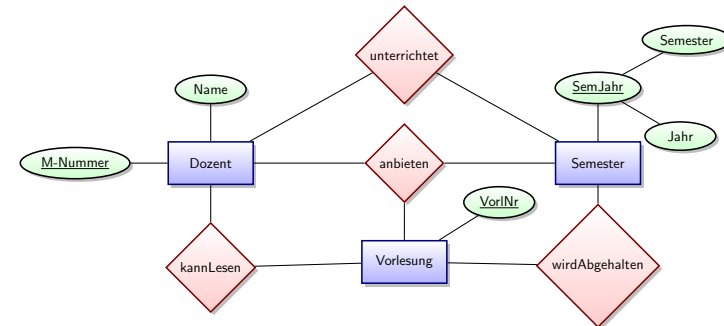 unterrichtet
Semester
SemJahr
Name
Jahr
M-Nummer
Dozent
anbieten
Semester
VorlNr
kannLesen
Vorlesung
wirdAbgehalten